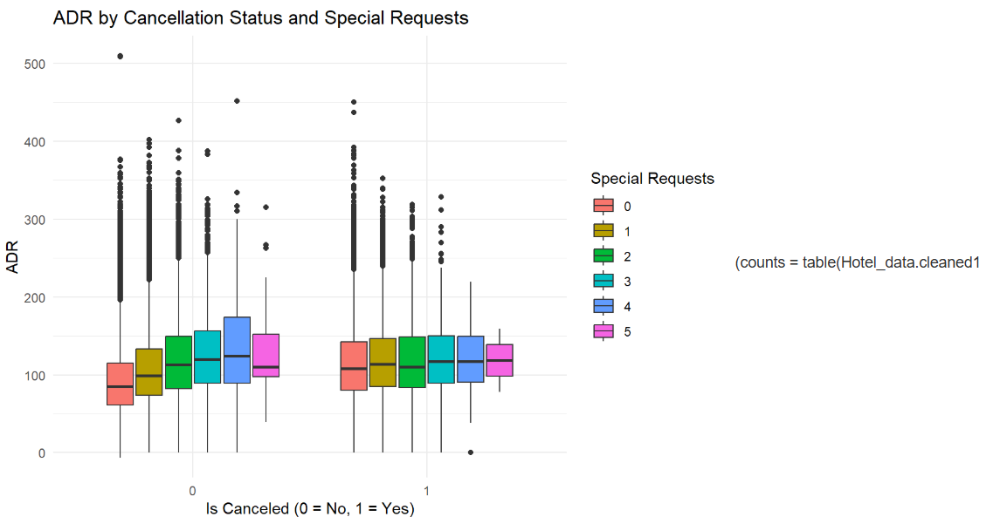 ADR by Cancellation Status and Special Requests
500
400
300
200
100
0
ADR
0
1
Is Canceled (0 = No, 1 = Yes)
Special Requests
0
1
2
3
4
5
(counts = table(Hotel_data.cleaned1